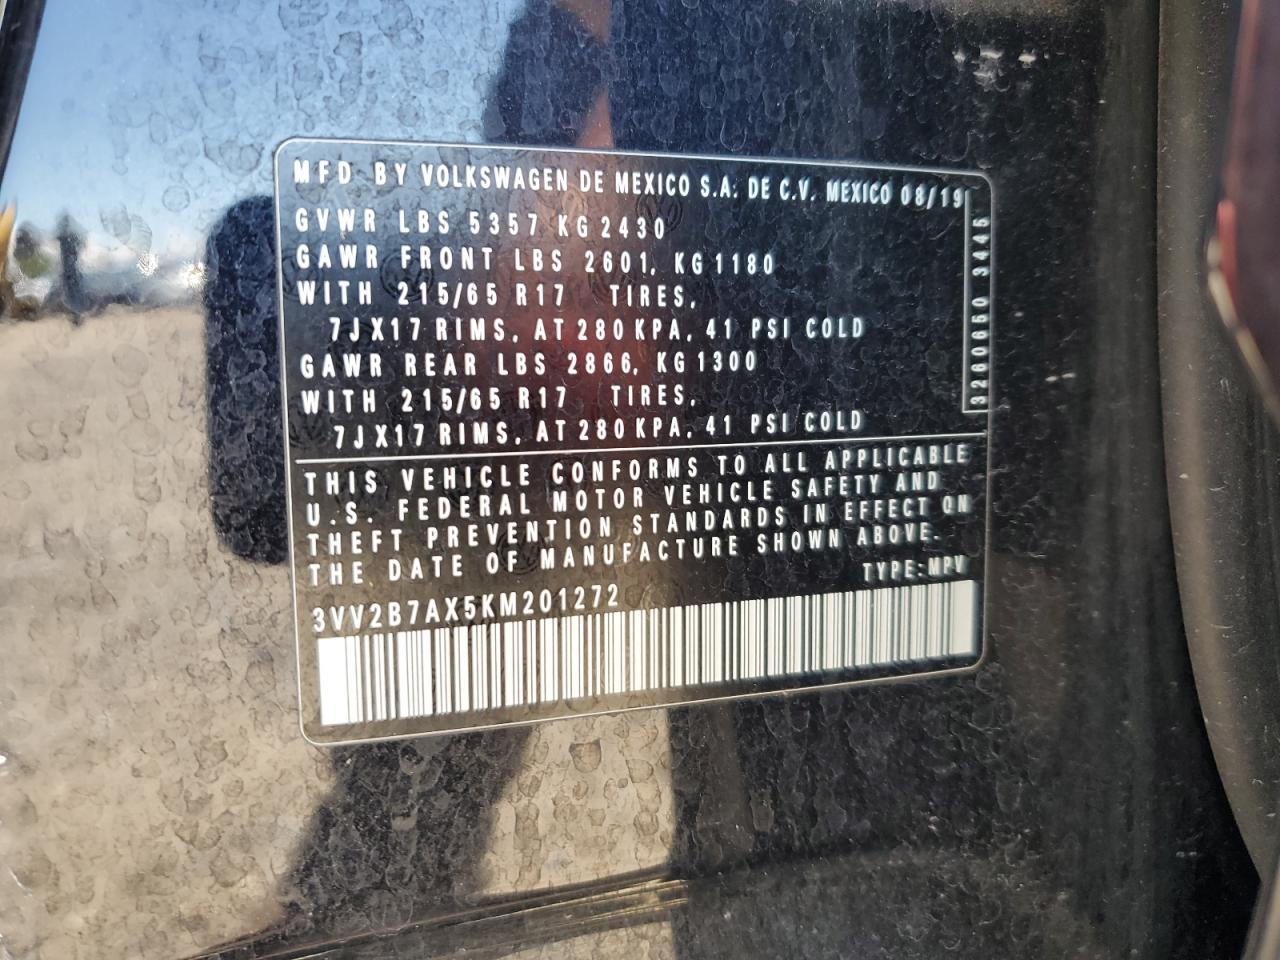 MFD BY VOLKSWAGEN DE MEXICO S.A. DE C.V. MEXICO 08/19
GVWR LBS 5357 KG 2430
GAWR FRONT LBS 2601, KG 1180
WITH 215/65 R17 TIRES,
7JX17 RIMS, AT 280 KPA, 41 PSI COLD
GAWR REAR LBS 2866, KG 1300
WITH 215/65 R17 TIRES,
7JX17 RIMS, AT 280 KPA, 41 PSI COLD
3260650 3445
THIS VEHICLE CONFORMS TO ALL APPLICABLE
U.S. FEDERAL MOTOR VEHICLE SAFETY AND
THEFT PREVENTION STANDARDS IN EFFECT ON
THE DATE OF MANUFACTURE SHOWN ABOVE.
TYPE: MPV
3VV2B7AX5KM201272